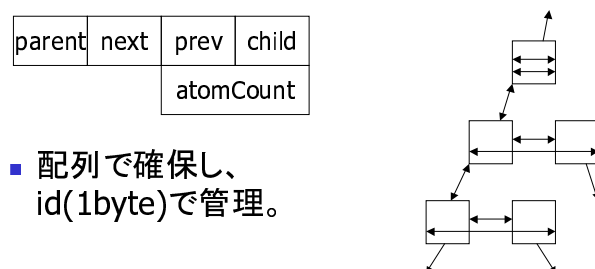 parent next prev child
atomCount
配列で確保し、
id(1byte)で管理。